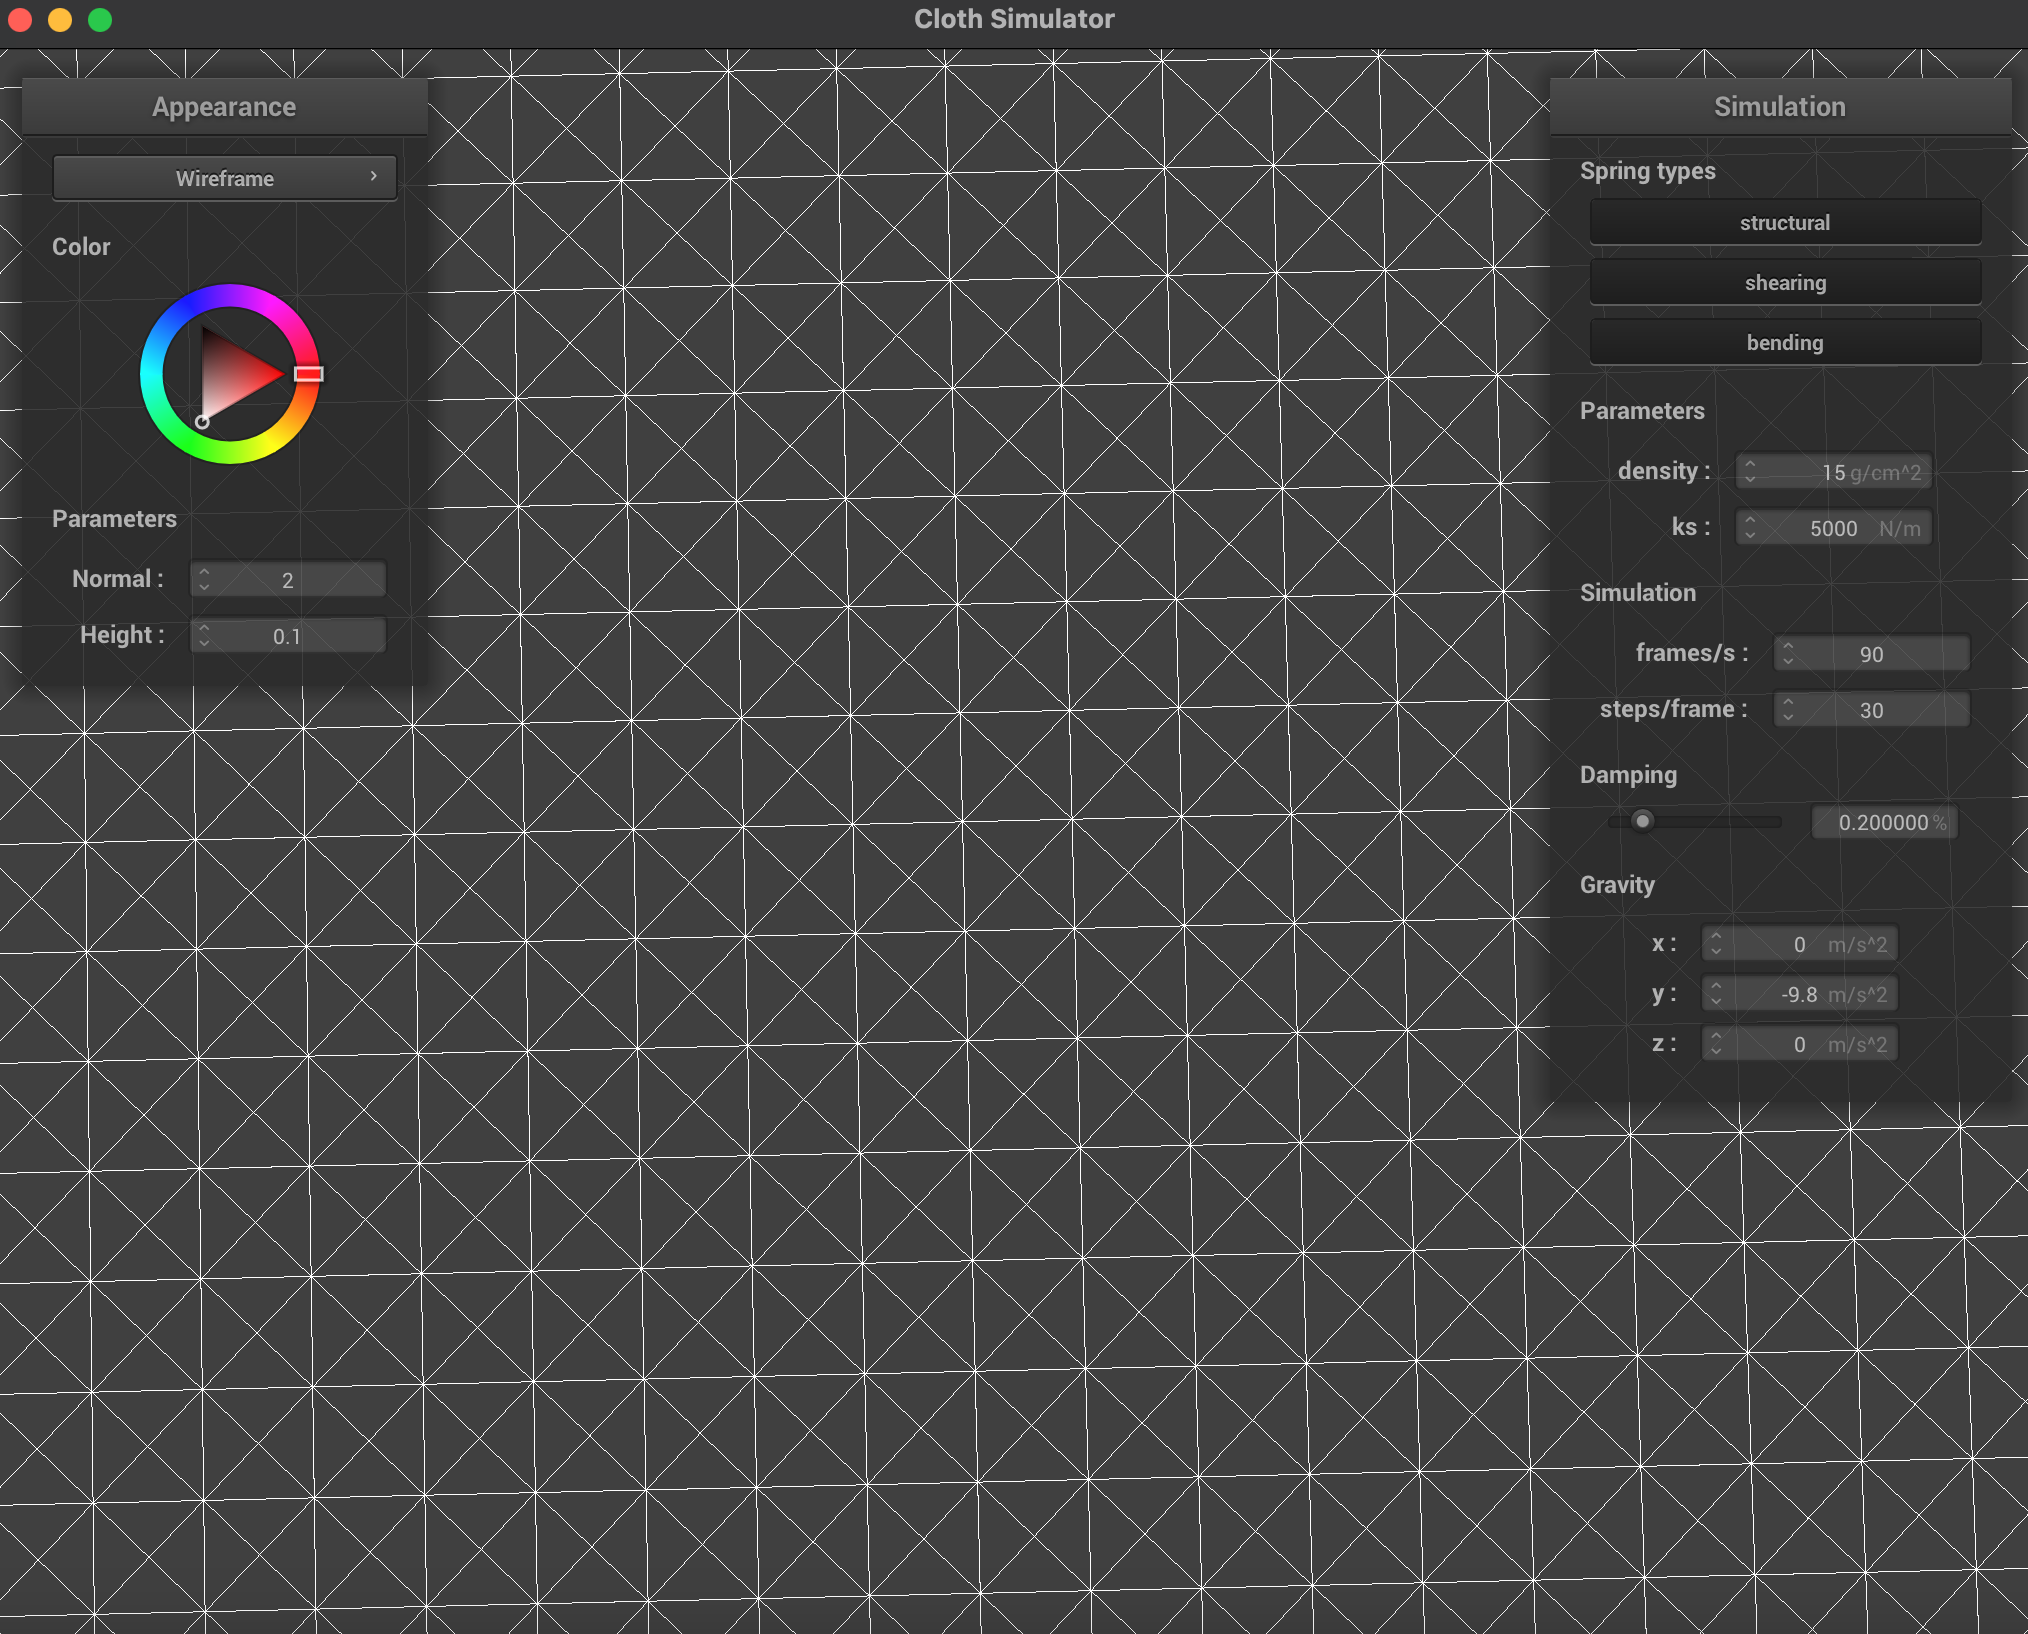 Cloth Simulator
Appearance
Wireframe
Color
Parameters
Normal : 2
Height : 0.1
Simulation
Spring types
structural
shearing
bending
Parameters
density : 15 g/cm^2
ks : 5000 N/m
Simulation
frames/s : 90
steps/frame : 30
Damping
0.200000 %
Gravity
x : 0 m/s^2
y : -9.8 m/s^2
z : 0 m/s^2